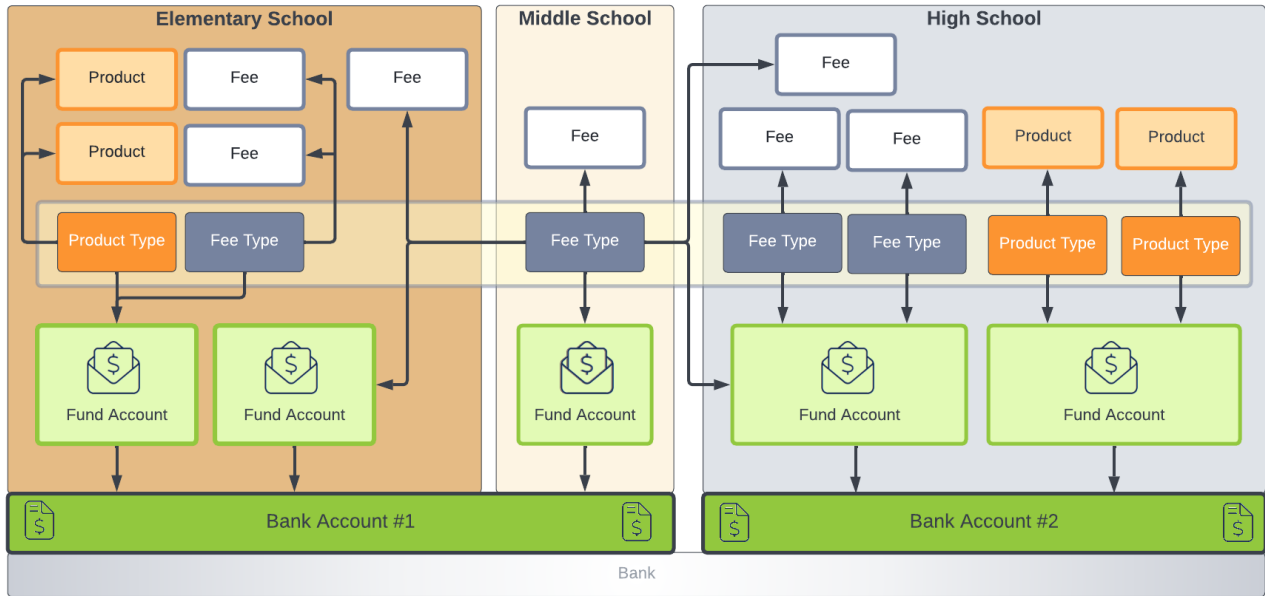 Elementary School
Middle School
High School
Product
Fee
Fee
Fee
Product
Fee
Fee
Fee
Fee
Product
Product
Product Type
Fee Type
Fee Type
Fee Type
Fee Type
Product Type
Product Type
$
Fund Account
$
Fund Account
$
Fund Account
$
Fund Account
$
Fund Account
$
Bank Account #1
$
$
Bank Account #2
$
Bank